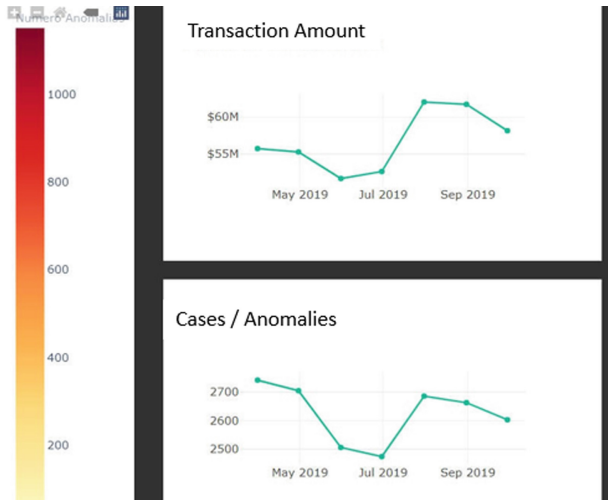 Numero Anomalias
1000
800
600
400
200
Transaction Amount
$60M
$55M
May 2019 Jul 2019 Sep 2019
Cases / Anomalies
2700
2600
2500
May 2019 Jul 2019 Sep 2019